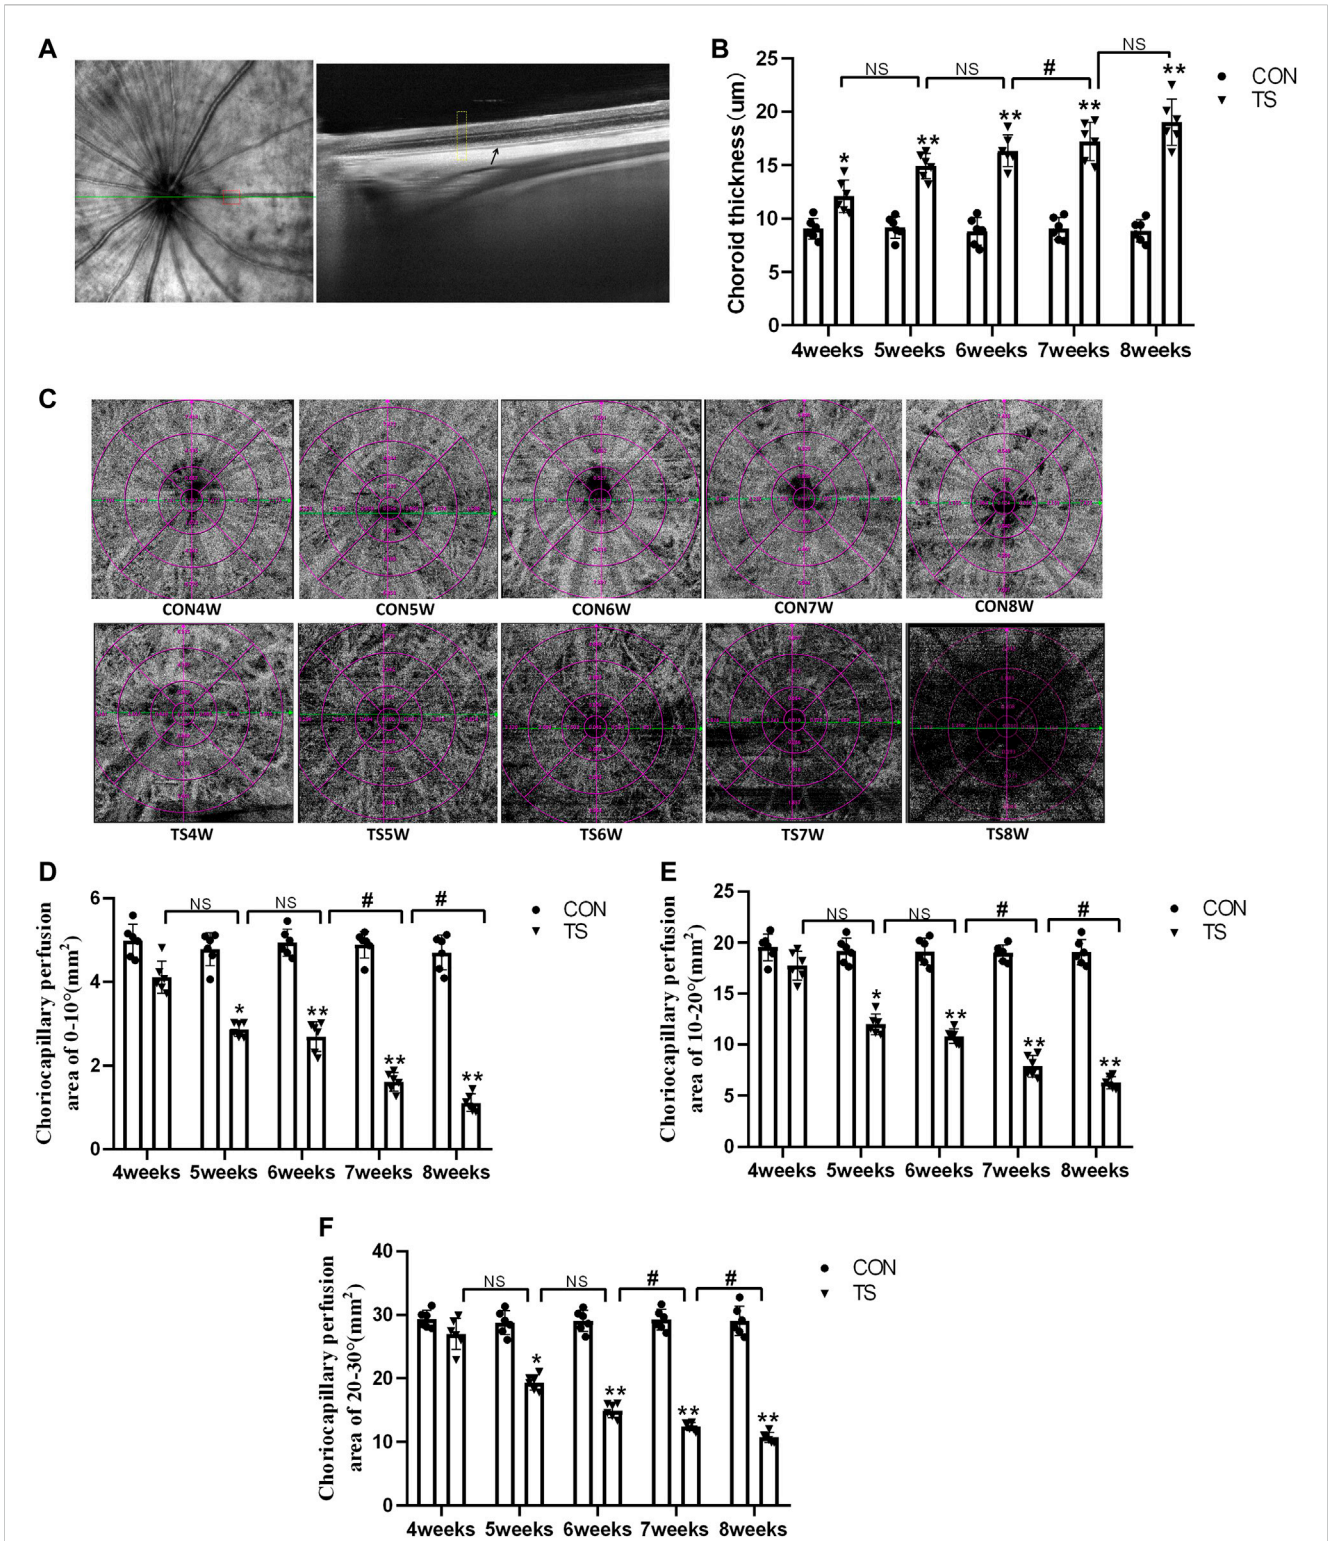 A
B
Choroid thickness(um)
25
20
15
10
5
0
NS
NS
#
NS
*
**
**
**
**
CON
TS
4weeks
5weeks
6weeks
7weeks
8weeks
C
CON4W
CON5W
CON6W
CON7W
CON8W
TS4W
TS5W
TS6W
TS7W
TS8W
D
Choriocapillary perfusion
area of 0-10°(mm²)
6
4
2
0
NS
NS
#
#
*
**
**
**
CON
TS
4weeks
5weeks
6weeks
7weeks
8weeks
E
Choriocapillary perfusion
area of 10-20°(mm²)
25
20
15
10
5
0
NS
NS
#
#
*
**
**
**
CON
TS
4weeks
5weeks
6weeks
7weeks
8weeks
F
Choriocapillary perfusion
area of 20-30°(mm²)
40
30
20
10
0
NS
NS
#
#
*
**
**
**
CON
TS
4weeks
5weeks
6weeks
7weeks
8weeks